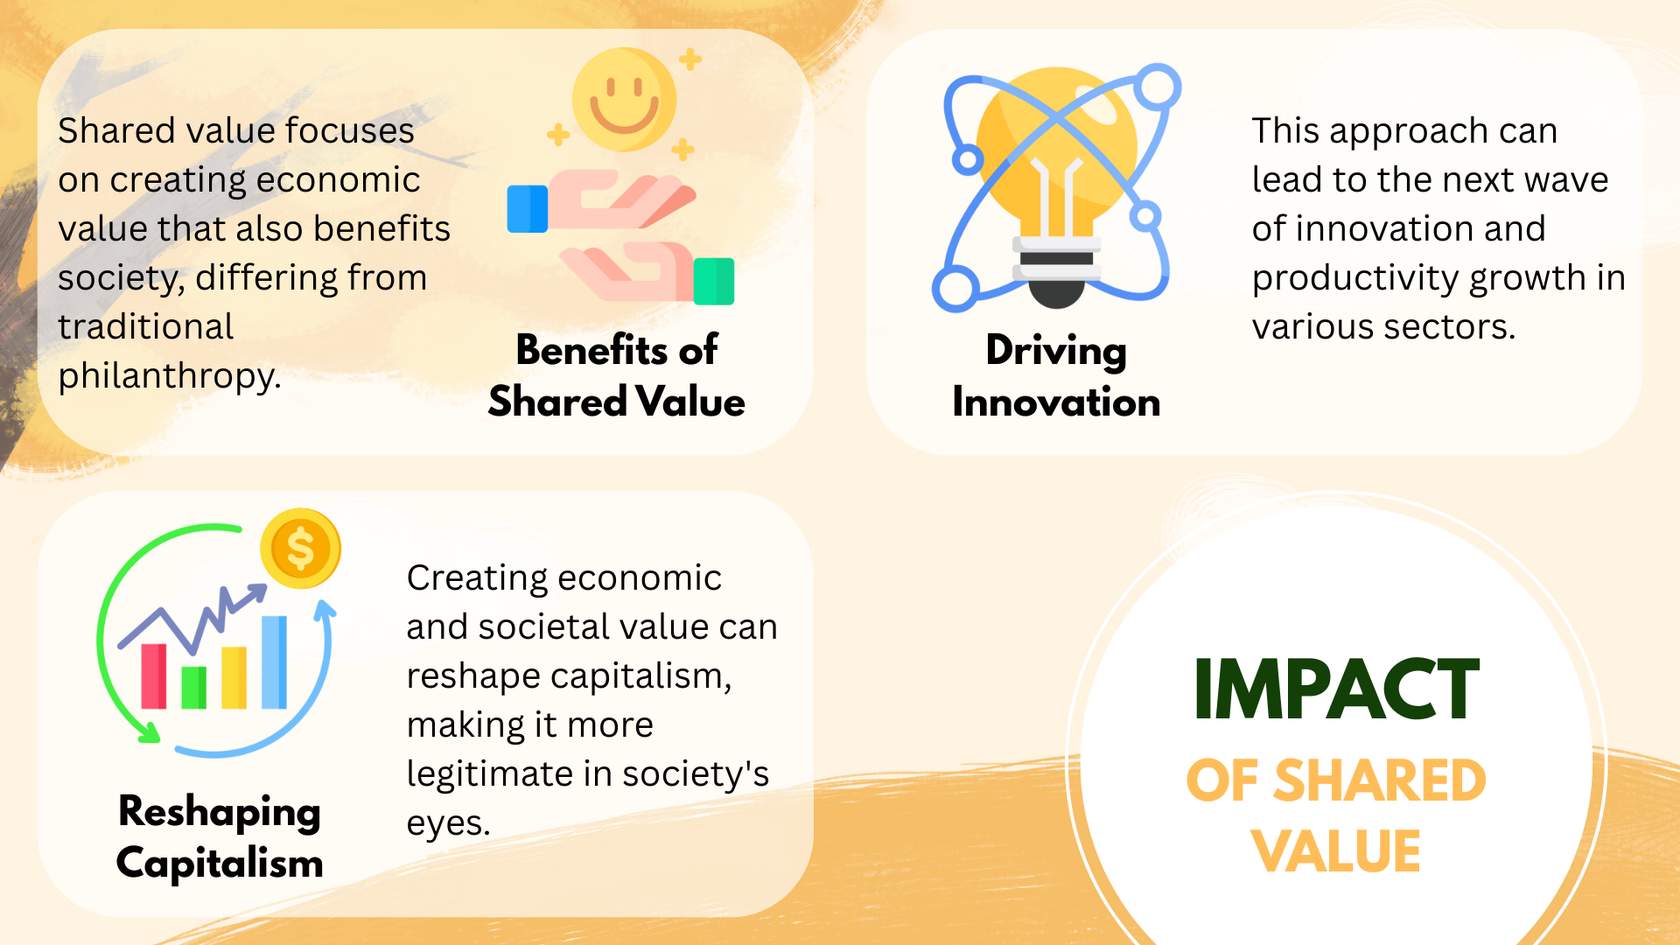 Shared value focuses
on creating economic
value that also benefits
society, differing from
traditional
philanthropy.
Benefits of
Shared Value
Driving
Innovation
This approach can
lead to the next wave
of innovation and
productivity growth in
various sectors.
Reshaping
Capitalism
Creating economic
and societal value can
reshape capitalism,
making it more
legitimate in society's
eyes.
IMPACT
OF SHARED
VALUE